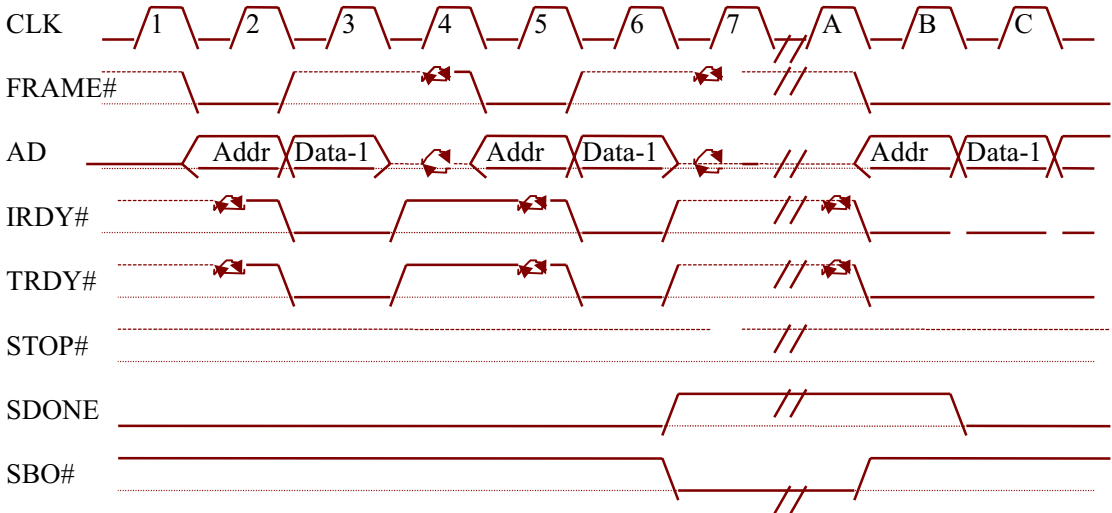 CLK 1 2 3 4 5 6 7 A B C
FRAME#
AD Addr Data-1 Addr Data-1 Addr Data-1
IRDY#
TRDY#
STOP#
SDONE
SBO#